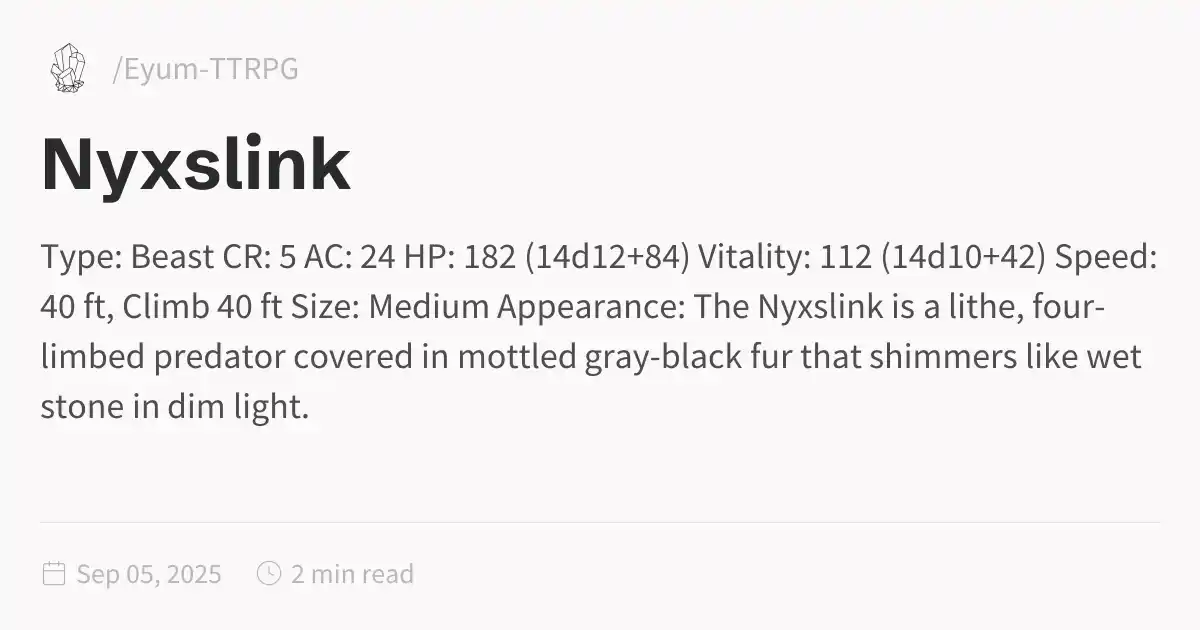 /Eyum-TTRPG
Nyxslink
Type: Beast CR: 5 AC: 24 HP: 182 (14d12+84) Vitality: 112 (14d10+42) Speed:
40 ft, Climb 40 ft Size: Medium Appearance: The Nyxslink is a lithe, four-
limbed predator covered in mottled gray-black fur that shimmers like wet
stone in dim light.
Sep 05, 2025 2 min read